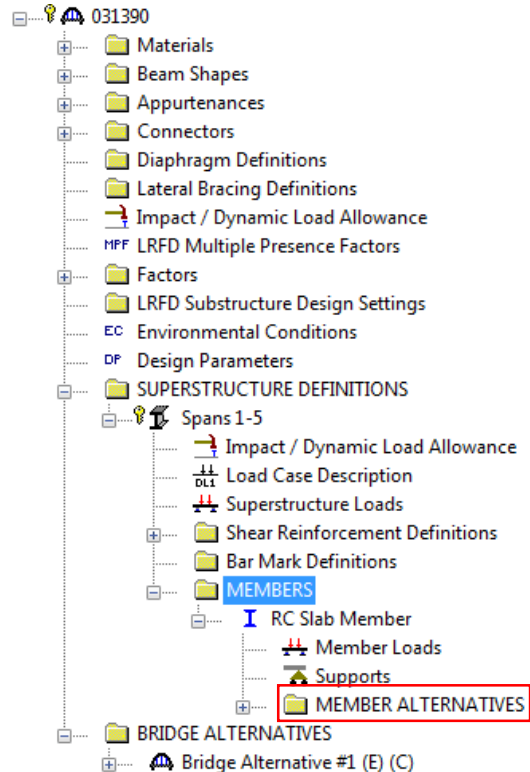 031390
Materials
Beam Shapes
Appurtenances
Connectors
Diaphragm Definitions
Lateral Bracing Definitions
Impact / Dynamic Load Allowance
MPF LRFD Multiple Presence Factors
Factors
LRFD Substructure Design Settings
EC Environmental Conditions
DP Design Parameters
SUPERSTRUCTURE DEFINITIONS
Spans 1-5
Impact / Dynamic Load Allowance
DL1 Load Case Description
Superstructure Loads
Shear Reinforcement Definitions
Bar Mark Definitions
MEMBERS
RC Slab Member
Member Loads
Supports
MEMBER ALTERNATIVES
BRIDGE ALTERNATIVES
Bridge Alternative #1 (E) (C)